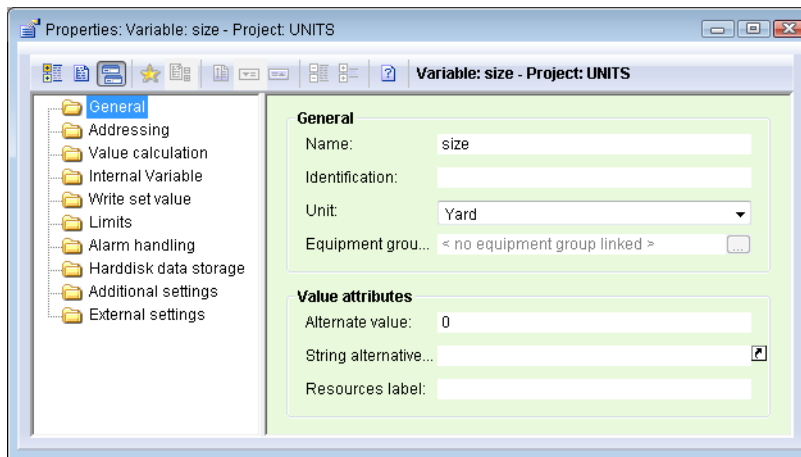 Properties: Variable: size - Project: UNITS
Variable: size - Project: UNITS
General
Addressing
Value calculation
Internal Variable
Write set value
Limits
Alarm handling
Harddisk data storage
Additional settings
External settings
General
Name: size
Identification:
Unit: Yard
Equipment grou... < no equipment group linked > ...
Value attributes
Alternate value: 0
String alternative...
Resources label: